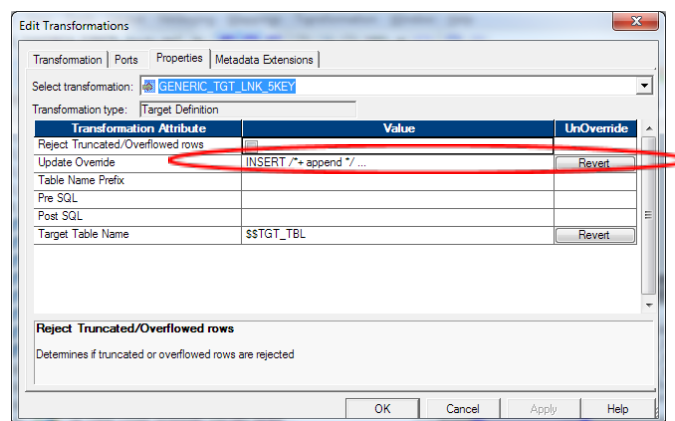 Edit Transformations
Transformation Ports Properties Metadata Extensions
Select transformation: GENERIC_TGT_LNK_5KEY
Transformation type: Target Definition
Transformation Attribute Value UnOverride
Reject Truncated/Overflowed rows
Update Override INSERT /*+ append */ ... Revert
Table Name Prefix
Pre SQL
Post SQL
Target Table Name $$TGT_TBL Revert
Reject Truncated/Overflowed rows
Determines if truncated or overflowed rows are rejected
OK Cancel Apply Help